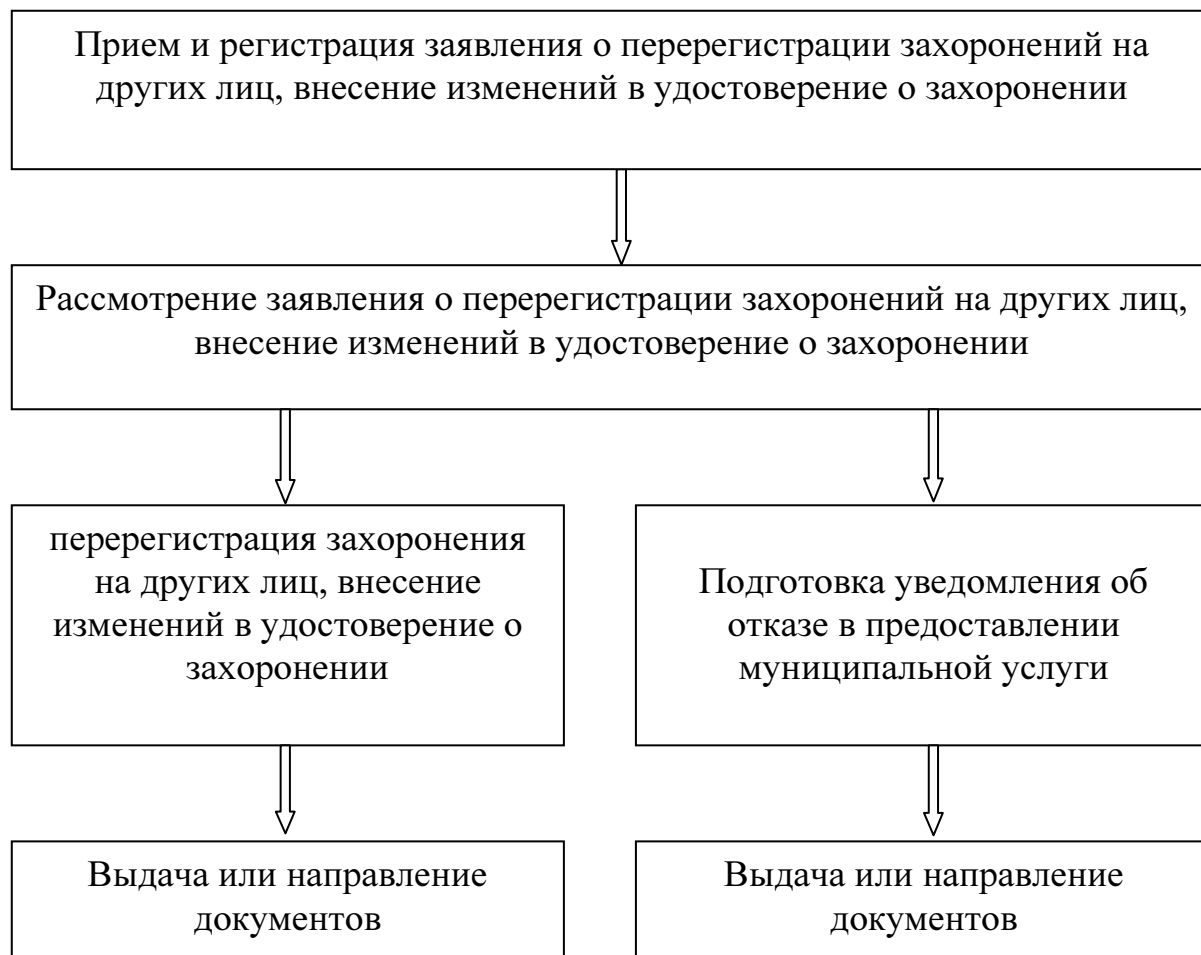 Прием и регистрация заявления о перерегистрации захоронений на
других лиц, внесение изменений в удостоверение о захоронении
Рассмотрение заявления о перерегистрации захоронений на других лиц,
внесение изменений в удостоверение о захоронении
перерегистрация захоронения
на других лиц, внесение
изменений в удостоверение о
захоронении
Подготовка уведомления об
отказе в предоставлении
муниципальной услуги
Выдача или направление
документов
Выдача или направление
документов